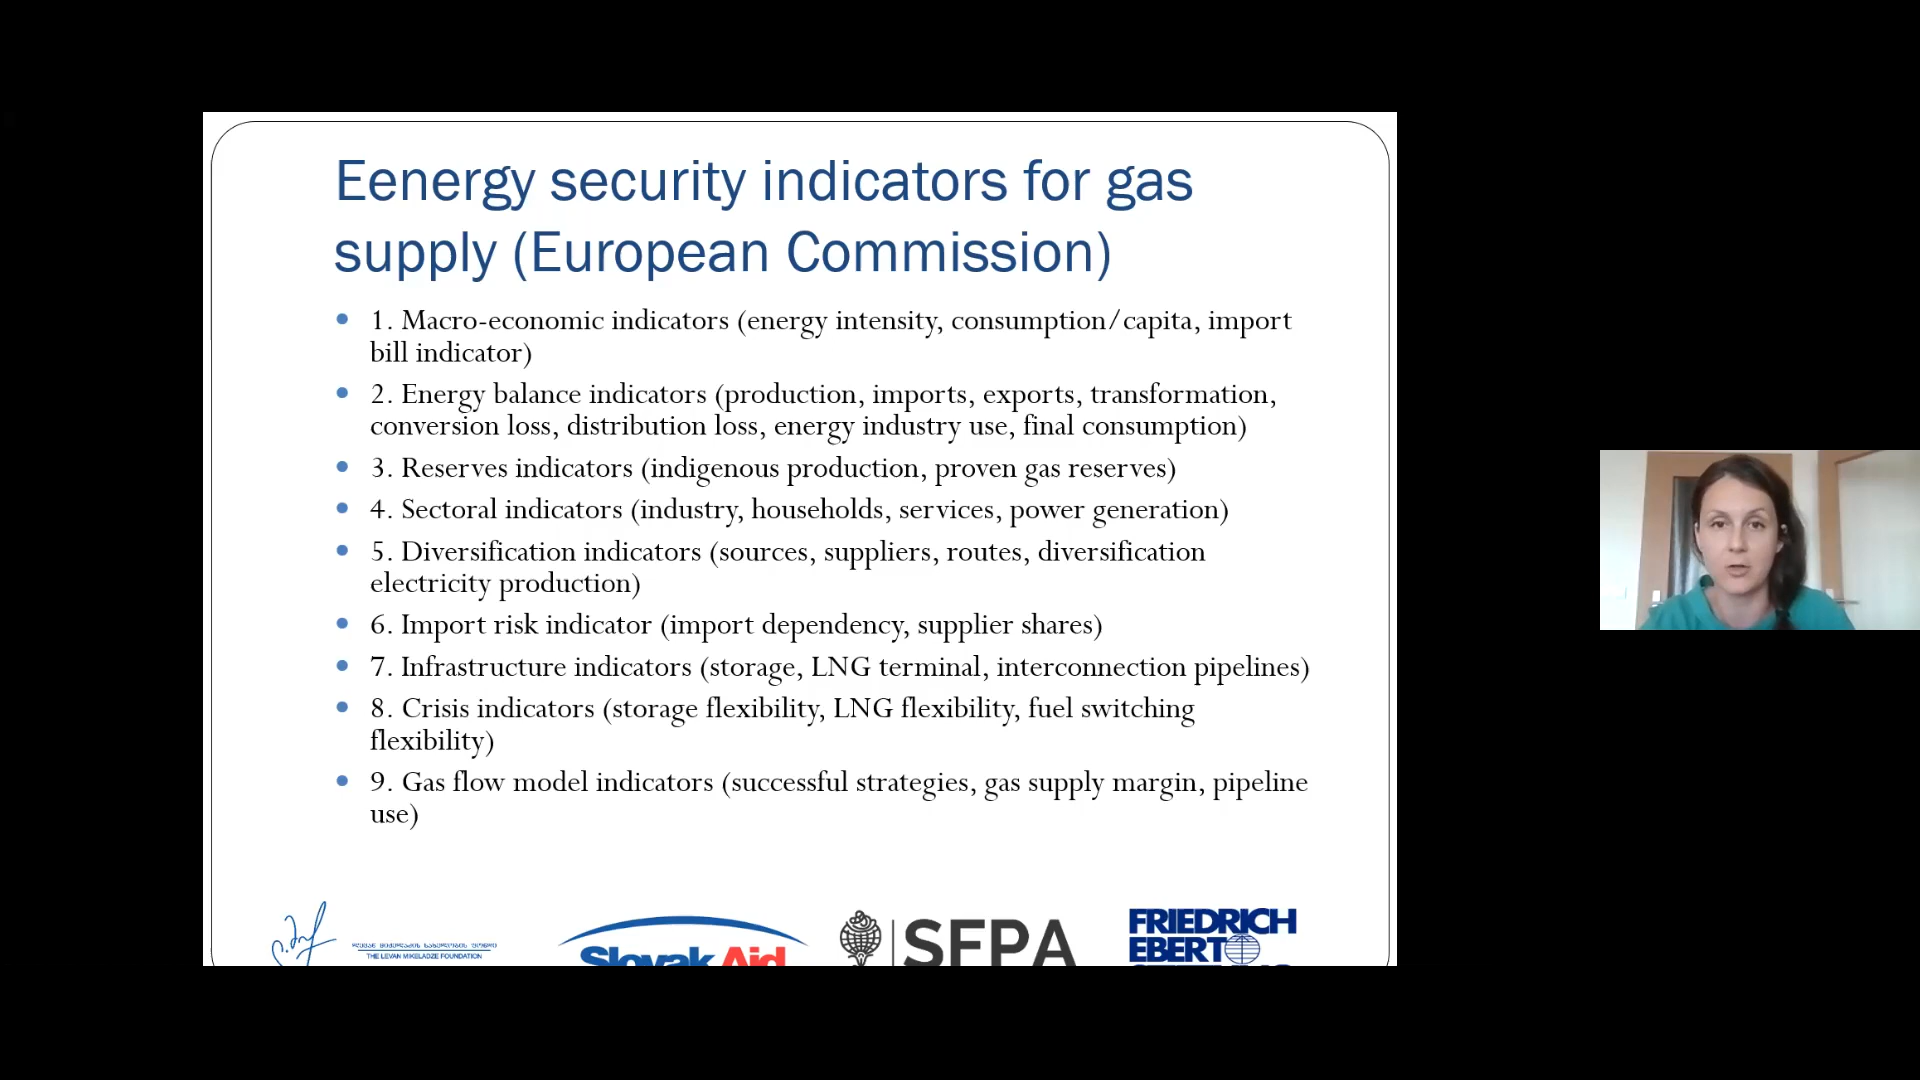 Eenergy security indicators for gas
supply (European Commission)
• 1. Macro-economic indicators (energy intensity, consumption/capita, import
bill indicator)
• 2. Energy balance indicators (production, imports, exports, transformation,
conversion loss, distribution loss, energy industry use, final consumption)
• 3. Reserves indicators (indigenous production, proven gas reserves)
• 4. Sectoral indicators (industry, households, services, power generation)
• 5. Diversification indicators (sources, suppliers, routes, diversification
electricity production)
• 6. Import risk indicator (import dependency, supplier shares)
• 7. Infrastructure indicators (storage, LNG terminal, interconnection pipelines)
• 8. Crisis indicators (storage flexibility, LNG flexibility, fuel switching
flexibility)
• 9. Gas flow model indicators (successful strategies, gas supply margin, pipeline
use)
THE LEVAN MIKELADZE FOUNDATION
SlovakAid
SFPA
FRIEDRICH
EBERT